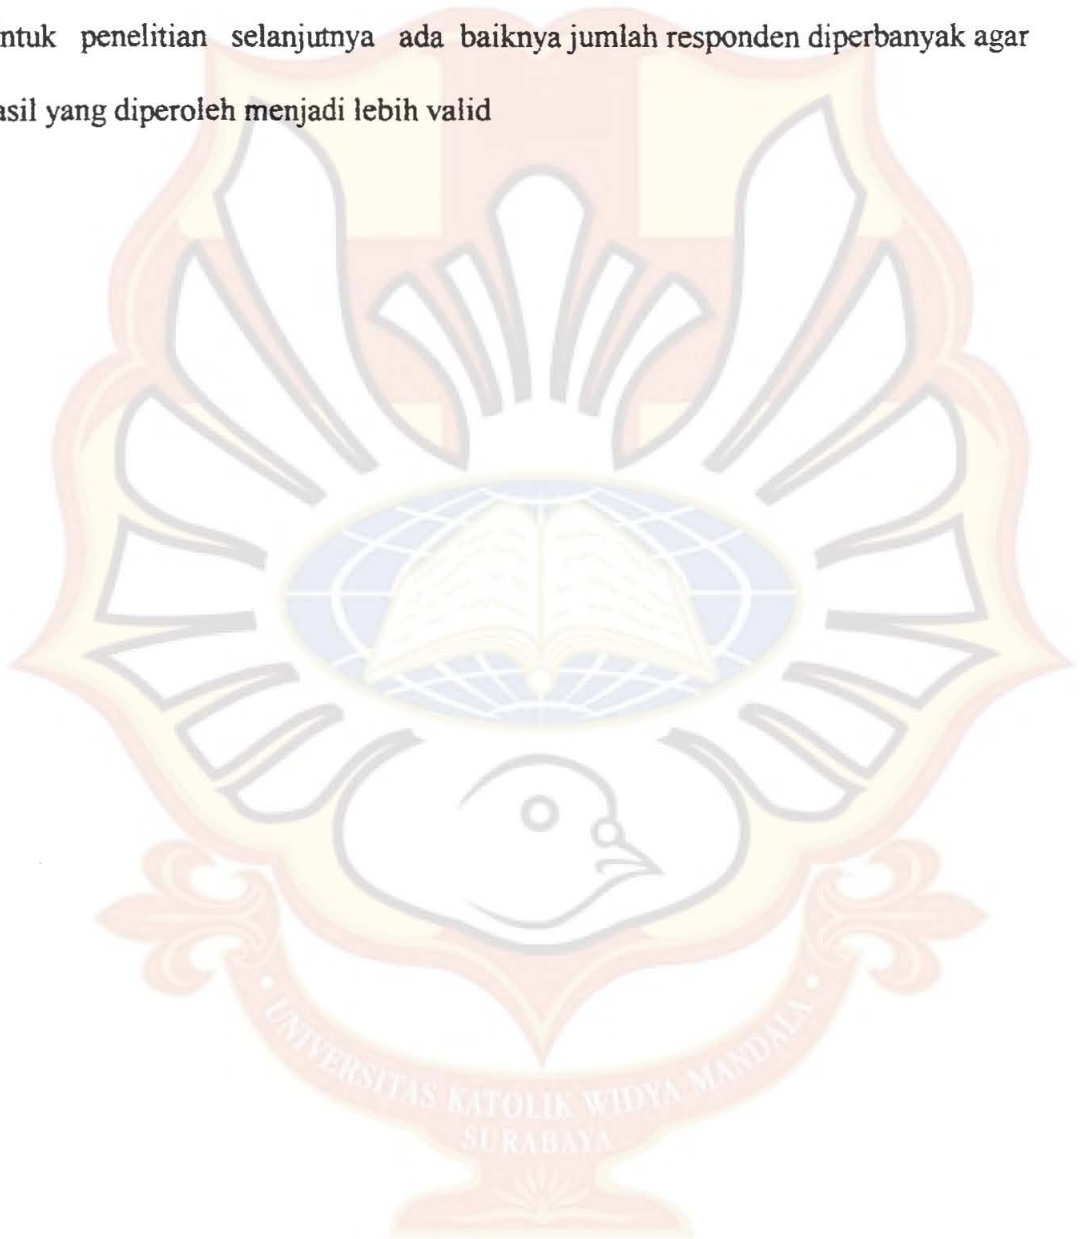 ntuk penelitian selanjutnya ada baiknya jumlah responden diperbanyak agar
asil yang diperoleh menjadi lebih valid
UNIVERSITAS KATOLIK WIDYA MANDALA
SURABAYA